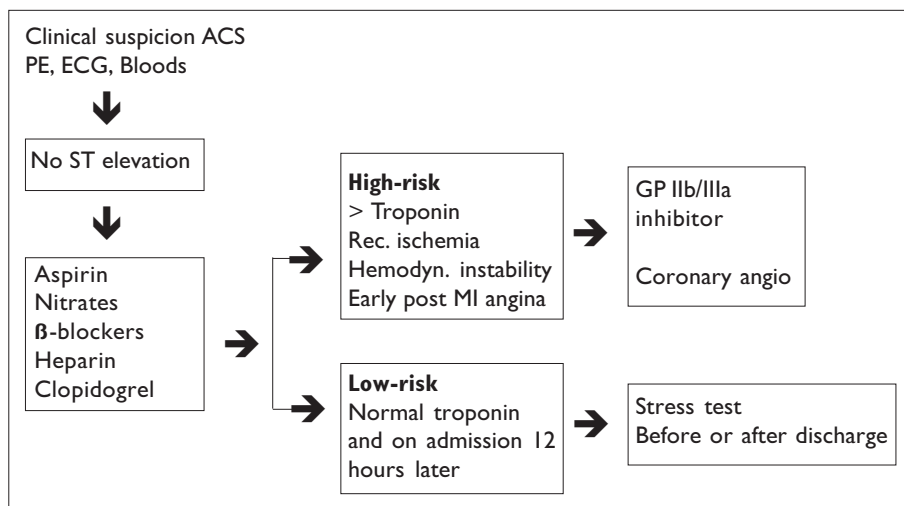 Clinical suspicion ACS
PE, ECG, Bloods
No ST elevation
Aspirin
Nitrates
ß-blockers
Heparin
Clopidogrel
High-risk
> Troponin
Rec. ischemia
Hemodyn. instability
Early post MI angina
GP IIb/IIIa
inhibitor
Coronary angio
Low-risk
Normal troponin
and on admission 12
hours later
Stress test
Before or after discharge